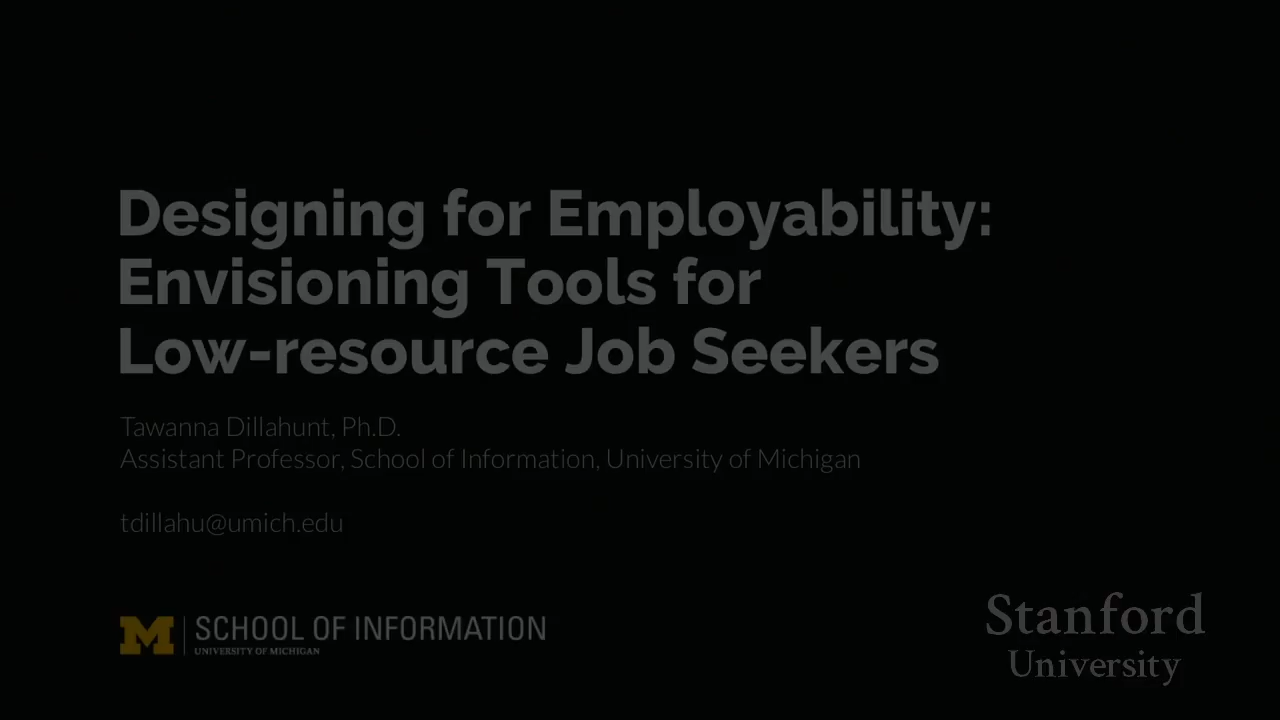 Designing for Employability:
Envisioning Tools for
Low-resource Job Seekers
Tawanna Dillahunt, Ph.D.
Assistant Professor, School of Information, University of Michigan
tdillahu@umich.edu
M SCHOOL OF INFORMATION
UNIVERSITY OF MICHIGAN
Stanford
University